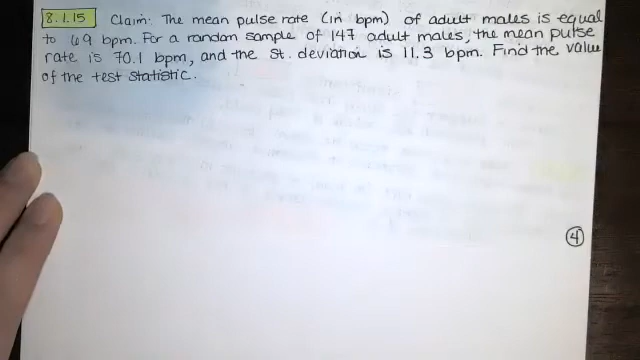 8.1.15 Claim: The mean pulse rate (in bpm) of adult males is equal
to 69 bpm. For a random sample of 147 adult males, the mean pulse
rate is 70.1 bpm, and the St. deviation is 11.3 bpm. Find the value
of the test statistic.
4